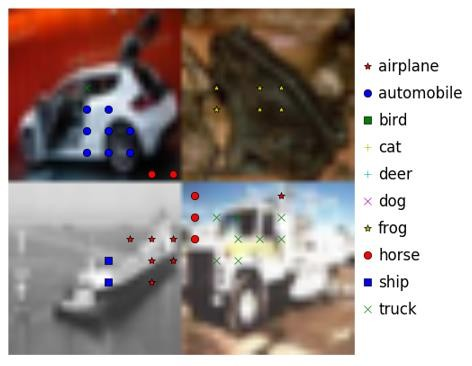 airplane
automobile
bird
cat
deer
dog
frog
horse
ship
truck